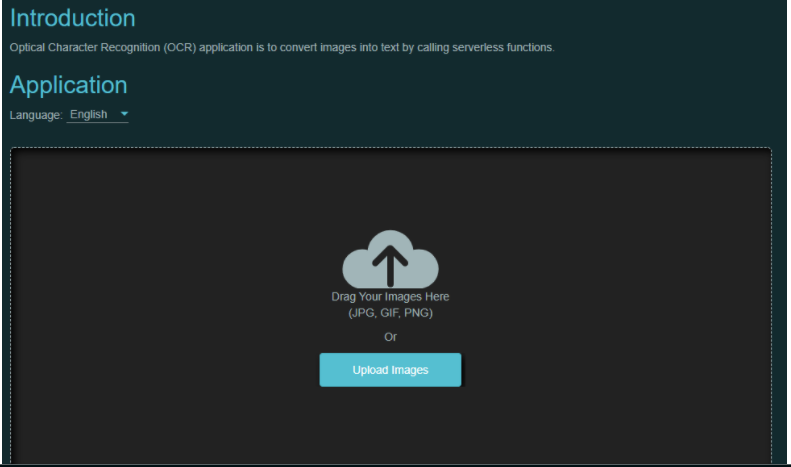 Introduction
Optical Character Recognition (OCR) application is to convert images into text by calling serverless functions.
Application
Language: English
Drag Your Images Here
(JPG, GIF, PNG)
Or
Upload Images